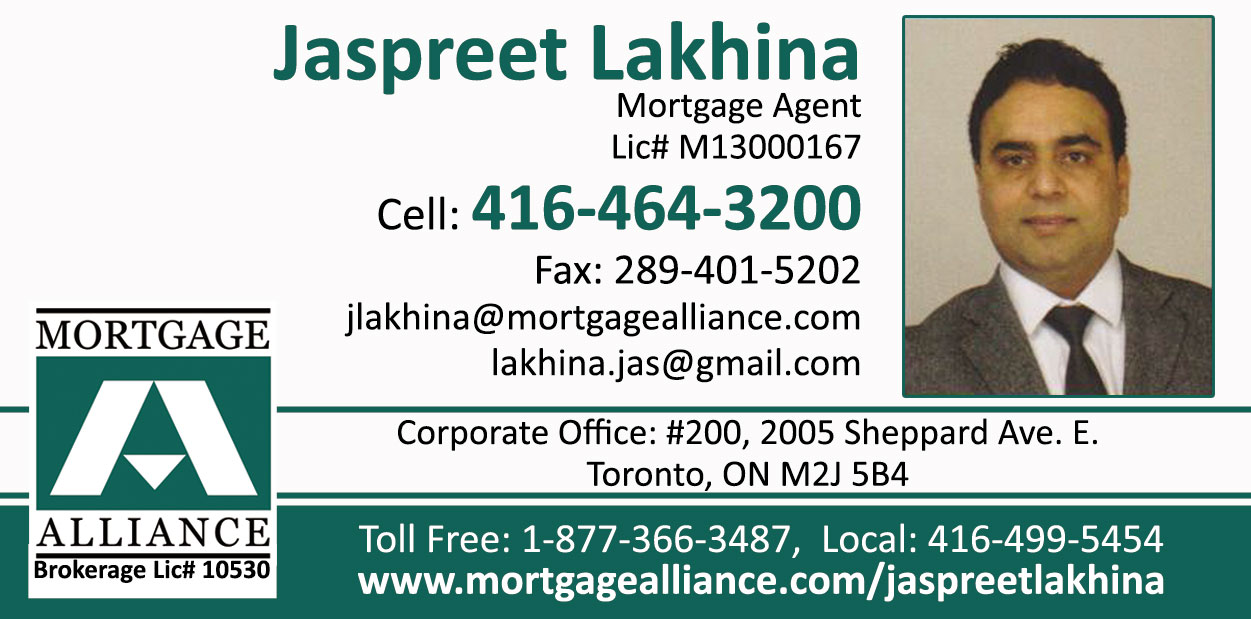 Jaspreet Lakhina
Mortgage Agent
Lic# M13000167
Cell: 416-464-3200
Fax: 289-401-5202
jlakhina@mortgagealliance.com
lakhina.jas@gmail.com
MORTGAGE
ALLIANCE
Brokerage Lic# 10530
Corporate Office: #200, 2005 Sheppard Ave. E.
Toronto, ON M2J 5B4
Toll Free: 1-877-366-3487, Local: 416-499-5454
www.mortgagealliance.com/jaspreetlakhina